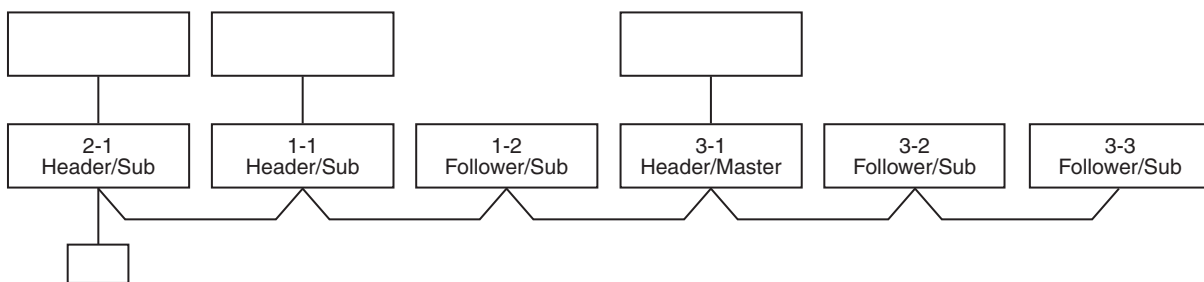 2-1
Header/Sub
1-1
Header/Sub
1-2
Follower/Sub
3-1
Header/Master
3-2
Follower/Sub
3-3
Follower/Sub